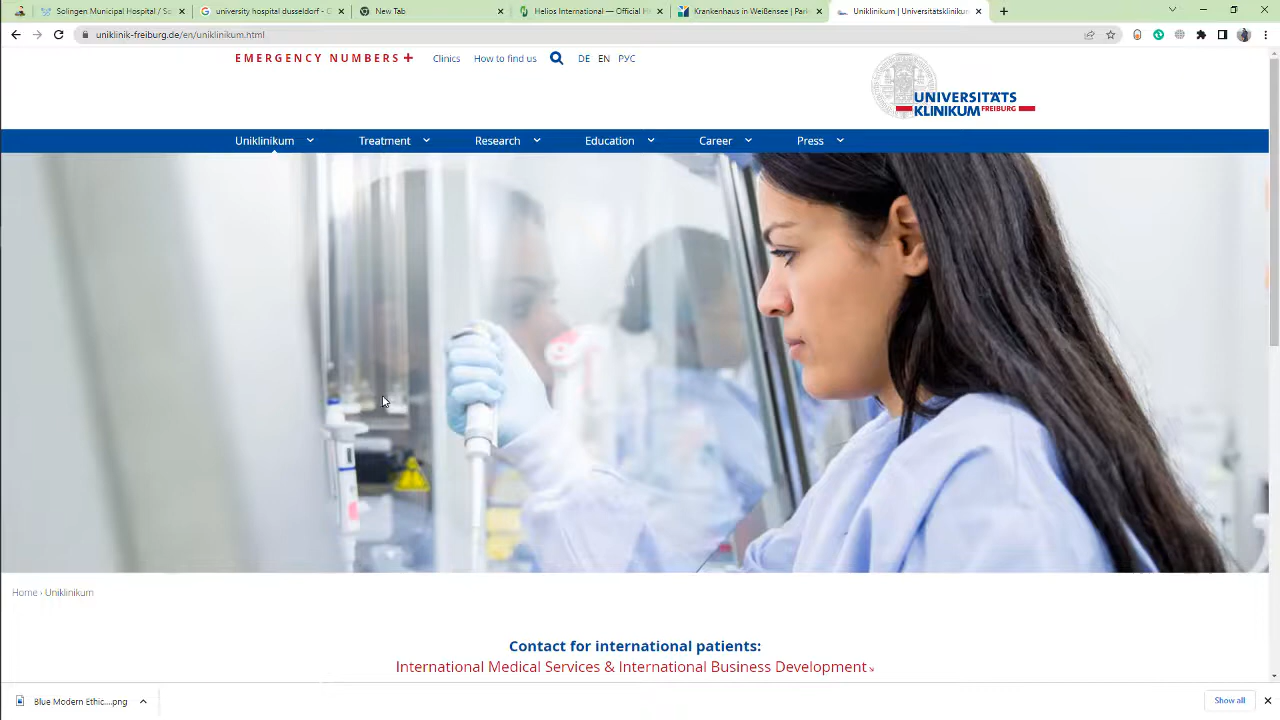 Solingen Municipal Hospital / Sc
university hospital dusseldorf - G
New Tab
Helios International — Official H
Krankenhaus in Weißensee | Park
Uniklinikum | Universitätsklinikum
uniklinik-freiburg.de/en/uniklinikum.html
EMERGENCY NUMBERS
Clinics
How to find us
DE EN РУС
UNIVERSITÄTS
KLINIKUM FREIBURG
Uniklinikum
Treatment
Research
Education
Career
Press
Home › Uniklinikum
Contact for international patients:
International Medical Services & International Business Development
Blue Modern Ethic....png
Show all